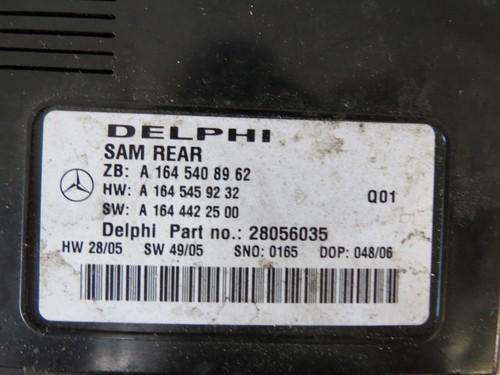 DELPHI
SAM REAR
ZB: A 164 540 89 62
HW: A 164 545 92 32 Q01
SW: A 164 442 25 00
Delphi Part no.: 28056035
HW 28/05 SW 49/05 SNO: 0165 DOP: 048/06